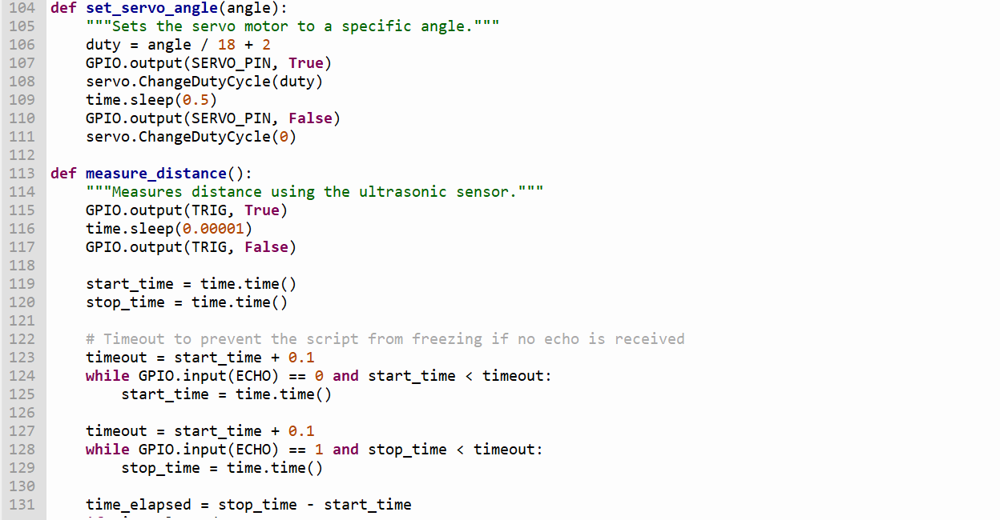 104 def set_servo_angle(angle):
105     """Sets the servo motor to a specific angle."""
106     duty = angle / 18 + 2
107     GPIO.output(SERVO_PIN, True)
108     servo.ChangeDutyCycle(duty)
109     time.sleep(0.5)
110     GPIO.output(SERVO_PIN, False)
111     servo.ChangeDutyCycle(0)
112
113 def measure_distance():
114     """Measures distance using the ultrasonic sensor."""
115     GPIO.output(TRIG, True)
116     time.sleep(0.00001)
117     GPIO.output(TRIG, False)
118
119     start_time = time.time()
120     stop_time = time.time()
121
122     # Timeout to prevent the script from freezing if no echo is received
123     timeout = start_time + 0.1
124     while GPIO.input(ECHO) == 0 and start_time < timeout:
125         start_time = time.time()
126
127     timeout = start_time + 0.1
128     while GPIO.input(ECHO) == 1 and stop_time < timeout:
129         stop_time = time.time()
130
131     time_elapsed = stop_time - start_time